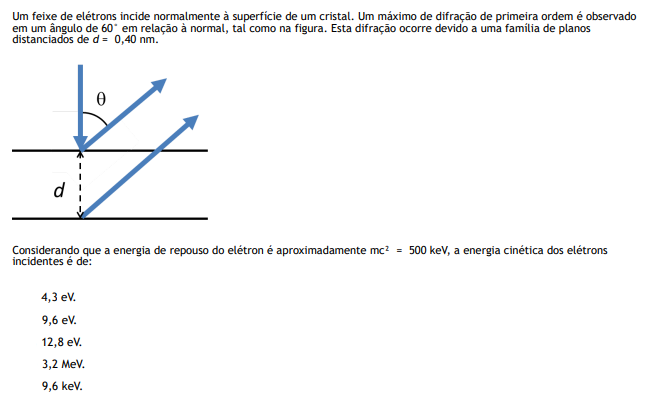 Um feixe de elétrons incide normalmente à superfície de um cristal. Um máximo de difração de primeira ordem é observado
em um ângulo de 60° em relação à normal, tal como na figura. Esta difração ocorre devido a uma família de planos
distanciados de d = 0,40 nm.
θ
d
Considerando que a energia de repouso do elétron é aproximadamente mc² = 500 keV, a energia cinética dos elétrons
incidentes é de:
4,3 eV.
9,6 eV.
12,8 eV.
3,2 MeV.
9,6 keV.